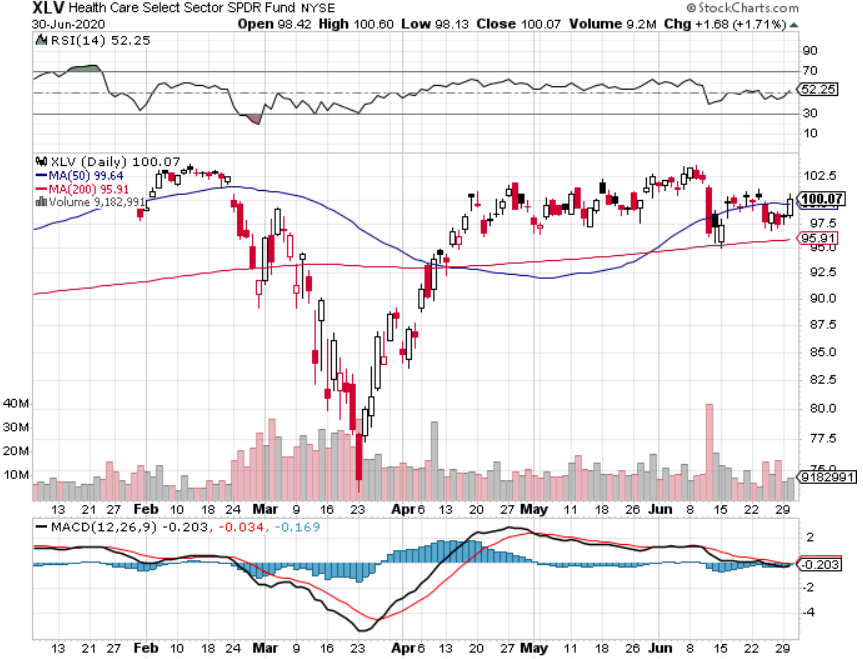 XLV Health Care Select Sector SPDR Fund NYSE © StockCharts.com
30-Jun-2020 Open 98.42 High 100.60 Low 98.13 Close 100.07 Volume 9.2M Chg +1.68 (+1.71%)
RSI(14) 52.25
90
70
52.25
30
10
XLV (Daily) 100.07
MA(50) 99.64
MA(200) 95.91
Volume 9,182,991
102.5
100.07
97.5
95.91
95.0
92.5
90.0
87.5
85.0
82.5
40M 80.0
30M
20M 77.5
10M 75.0
9182991
13 21 27 Feb 10 18 24 Mar 9 16 23 Apr 6 13 20 27 May 11 18 26 Jun 8 15 22 29
MACD(12,26,9) -0.203, -0.034, -0.169
2
-0.203
-2
-4
13 21 27 Feb 10 18 24 Mar 9 16 23 Apr 6 13 20 27 May 11 18 26 Jun 8 15 22 29